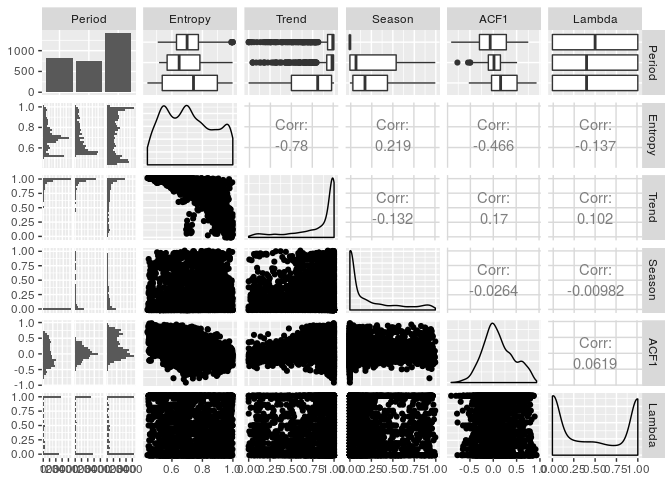 Period Entropy Trend Season ACF1 Lambda
1000
500
0
Period
1.0
0.8
0.6
Corr:
-0.78
Corr:
0.219
Corr:
-0.466
Corr:
-0.137
Entropy
1.00
0.75
0.50
0.25
0.00
Corr:
-0.132
Corr:
0.17
Corr:
0.102
Trend
1.00
0.75
0.50
0.25
0.00
Corr:
-0.0264
Corr:
-0.00982
Season
1.0
0.5
0.0
-0.5
-1.0
Corr:
0.0619
ACF1
1.00
0.75
0.50
0.25
0.00
Lambda
0.6 0.8 1.0 0.00 0.25 0.50 0.75 1.00 0.00 0.25 0.50 0.75 1.00 -0.5 0.0 0.5 1.0 0.00 0.25 0.50 0.75 1.00